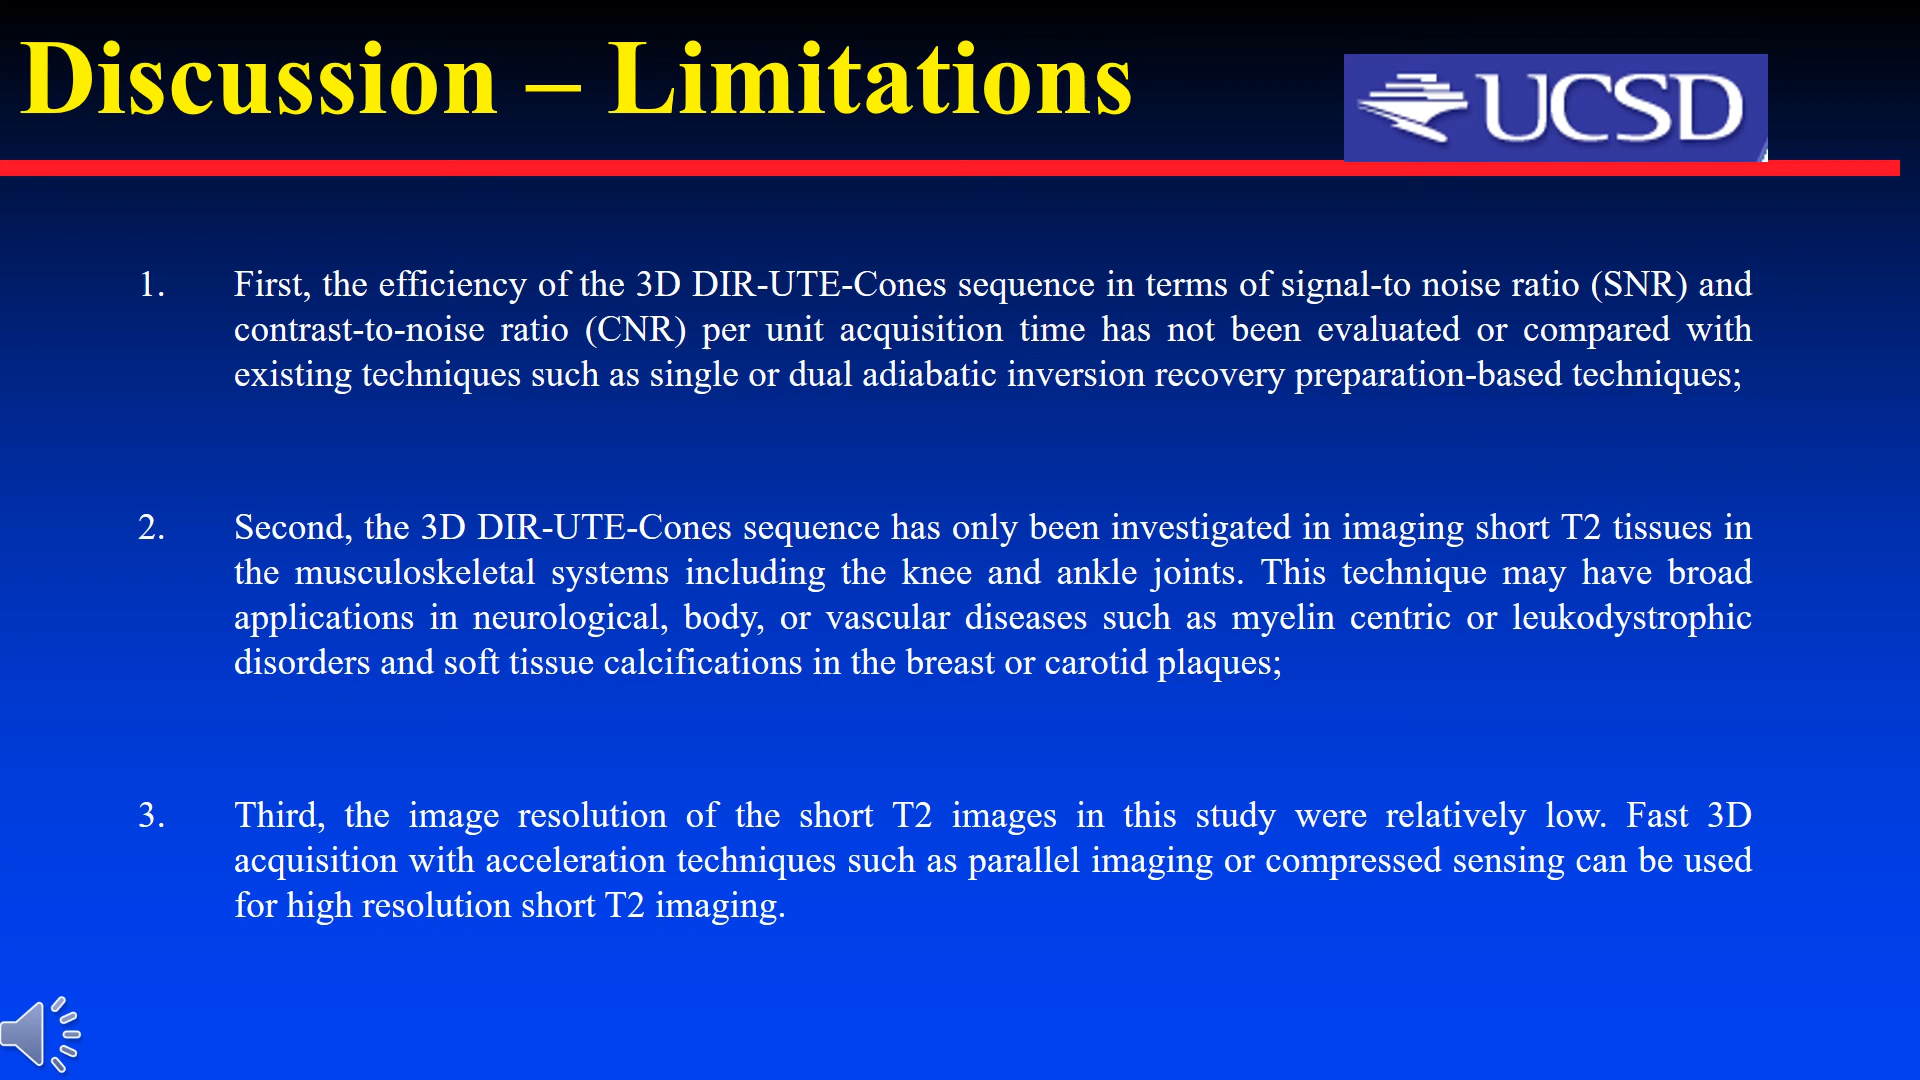 Discussion – Limitations
UCSD
1. First, the efficiency of the 3D DIR-UTE-Cones sequence in terms of signal-to noise ratio (SNR) and
contrast-to-noise ratio (CNR) per unit acquisition time has not been evaluated or compared with
existing techniques such as single or dual adiabatic inversion recovery preparation-based techniques;
2. Second, the 3D DIR-UTE-Cones sequence has only been investigated in imaging short T2 tissues in
the musculoskeletal systems including the knee and ankle joints. This technique may have broad
applications in neurological, body, or vascular diseases such as myelin centric or leukodystrophic
disorders and soft tissue calcifications in the breast or carotid plaques;
3. Third, the image resolution of the short T2 images in this study were relatively low. Fast 3D
acquisition with acceleration techniques such as parallel imaging or compressed sensing can be used
for high resolution short T2 imaging.